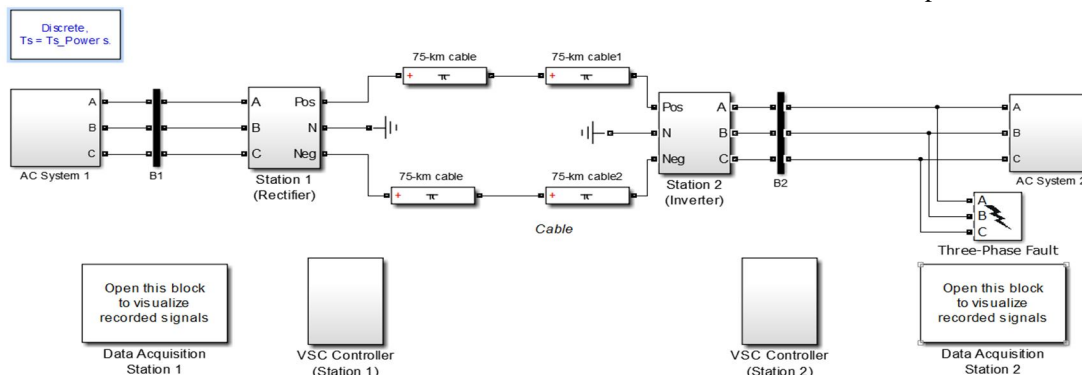 Discrete,
Ts = Ts_Power s.
75-km cable
75-km cable1
+ π
+ π
A
B
C
A
B
C
Pos
N
Neg
Pos
N
Neg
A
B
C
A
B
C
AC System 1
B1
Station 1
(Rectifier)
75-km cable
75-km cable2
+ π
+ π
Station 2
(Inverter)
B2
AC System 2
Cable
A
B
C
Three-Phase Fault
Open this block
to visualize
recorded signals
Data Acquisition
Station 1
VSC Controller
(Station 1)
VSC Controller
(Station 2)
Open this block
to visualize
recorded signals
Data Acquisition
Station 2